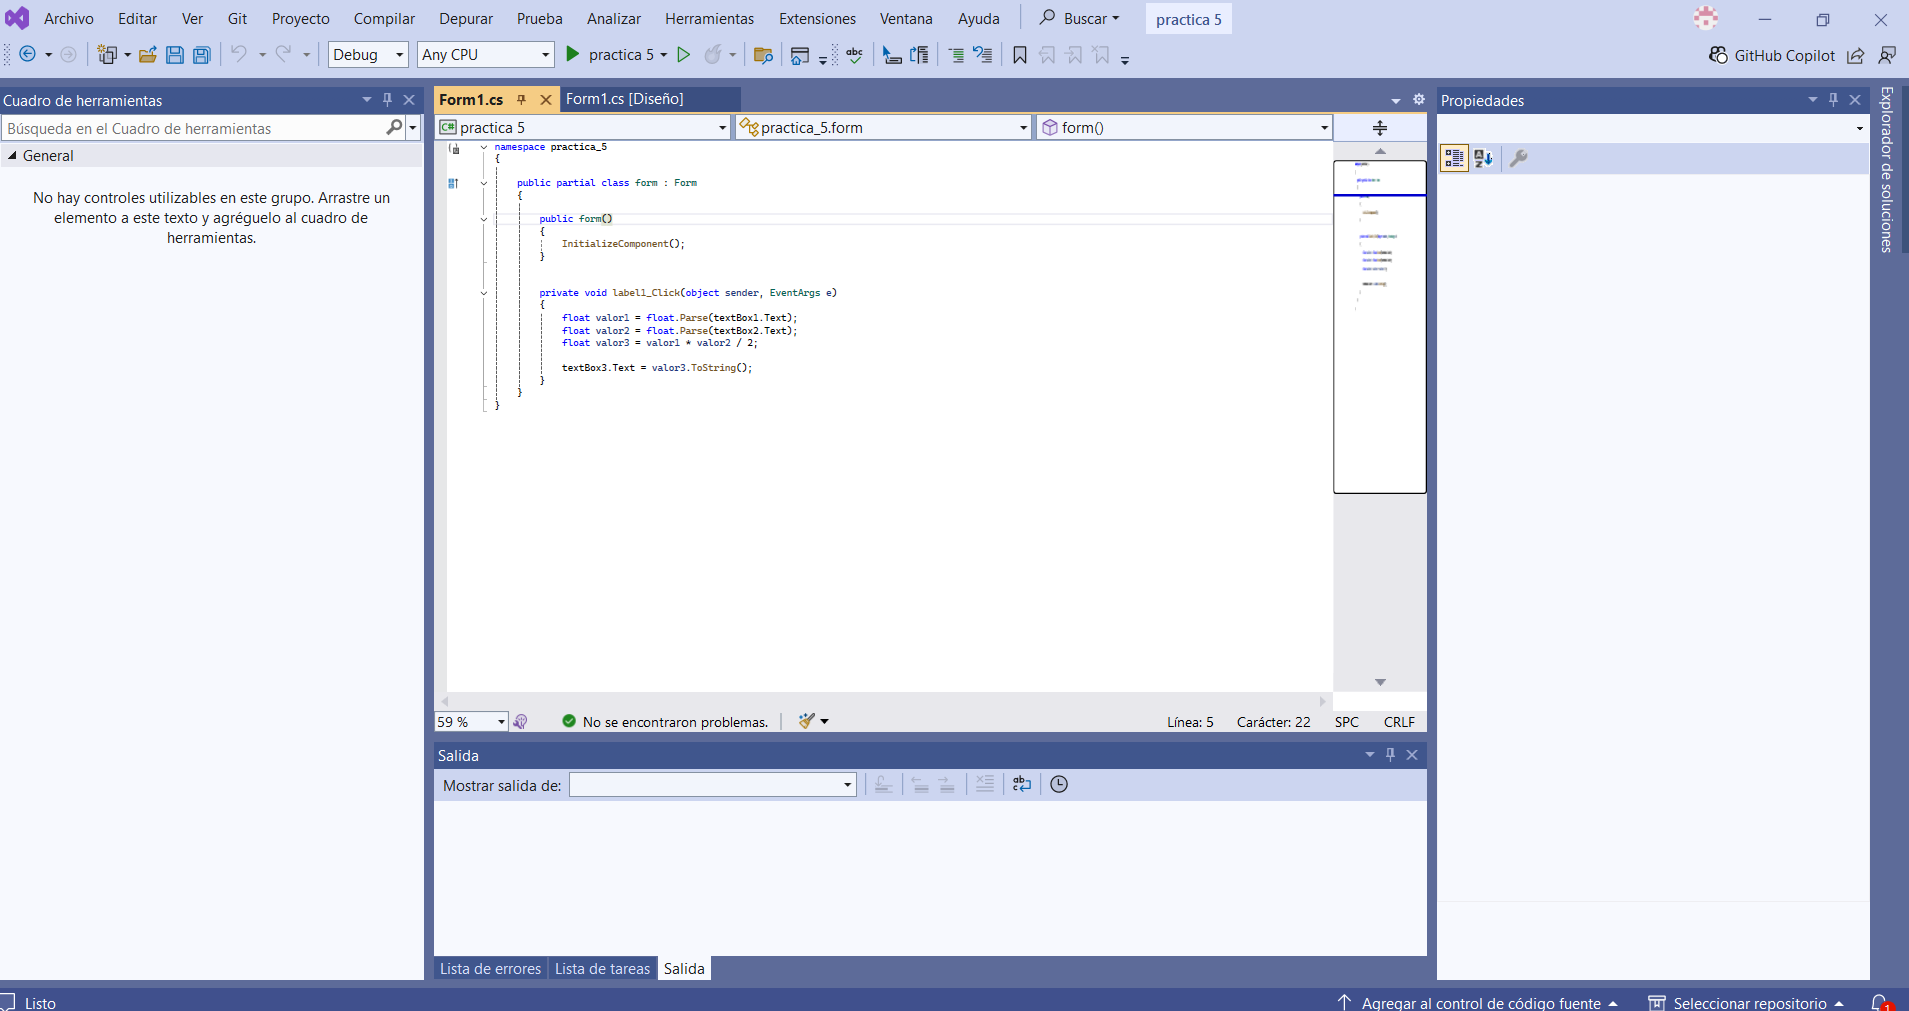 Archivo Editar Ver Git Proyecto Compilar Depurar Prueba Analizar Herramientas Extensiones Ventana Ayuda Buscar practica 5
Debug Any CPU practica 5 abc GitHub Copilot
Cuadro de herramientas
Búsqueda en el Cuadro de herramientas
General
No hay controles utilizables en este grupo. Arrastre un
elemento a este texto y agréguelo al cuadro de
herramientas.
Form1.cs Form1.cs [Diseño]
C# practica 5 practica_5.form form()
namespace practica_5
{
public partial class form : Form
{
public form()
{
InitializeComponent();
}
private void label1_Click(object sender, EventArgs e)
{
float valor1 = float.Parse(textBox1.Text);
float valor2 = float.Parse(textBox2.Text);
float valor3 = valor1 * valor2 / 2;
textBox3.Text = valor3.ToString();
}
}
}
59 % No se encontraron problemas. Línea: 5 Carácter: 22 SPC CRLF
Salida
Mostrar salida de:
Lista de errores Lista de tareas Salida
Propiedades
Explorador de soluciones
Listo Agregar al control de código fuente Seleccionar repositorio 1